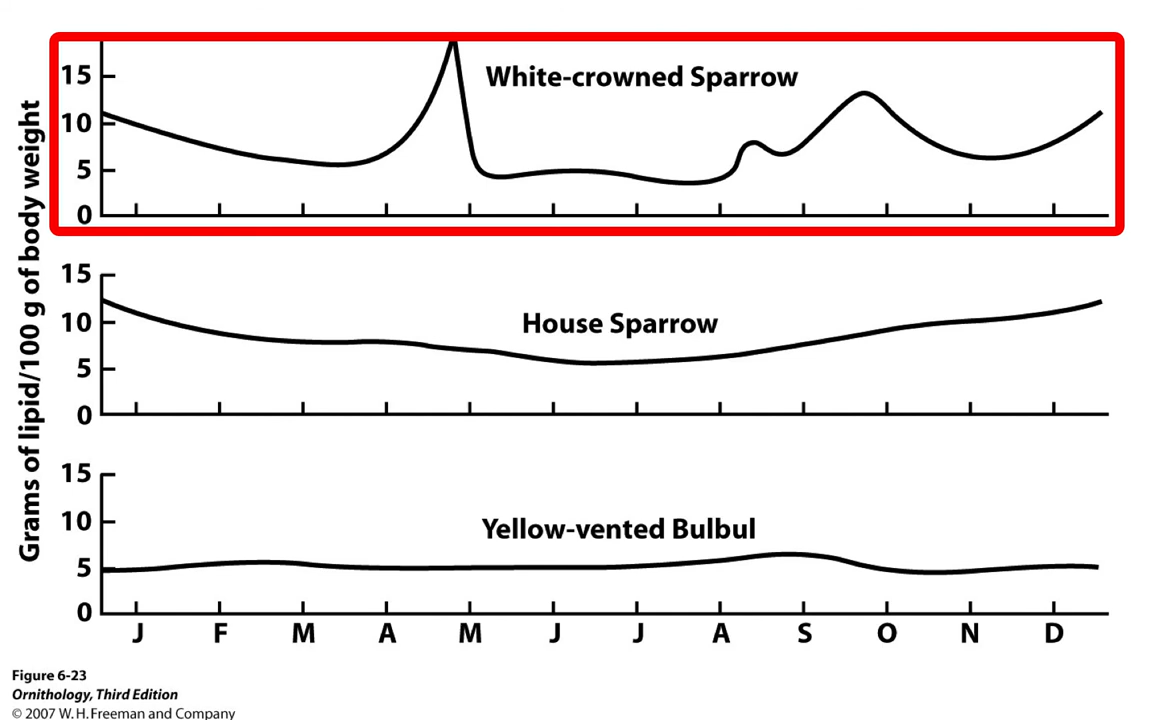 Grams of lipid/100 g of body weight
15
10
5
0
White-crowned Sparrow
15
10
5
0
House Sparrow
15
10
5
0
Yellow-vented Bulbul
J F M A M J J A S O N D
Figure 6-23
Ornithology, Third Edition
© 2007 W. H. Freeman and Company